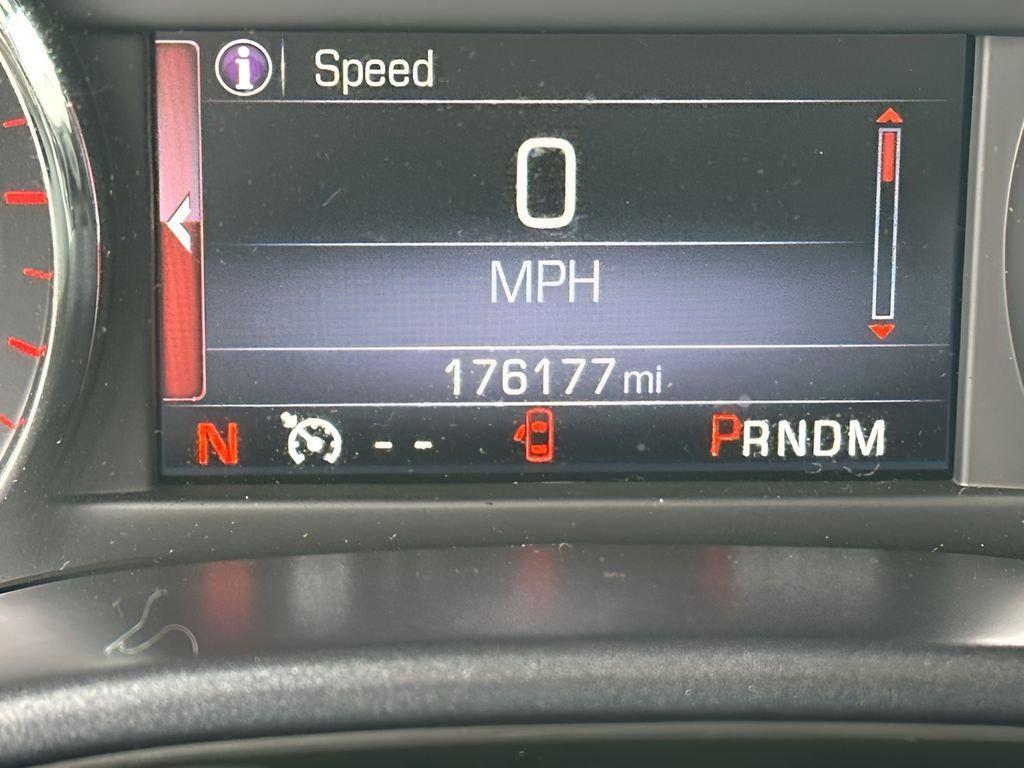 i Speed
0
MPH
176177 mi
N -- PRNDM